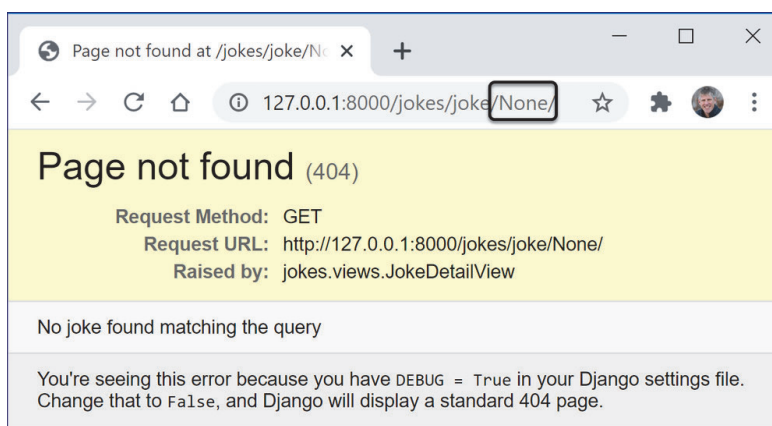 Page not found at /jokes/joke/No
127.0.0.1:8000/jokes/joke/None/
Page not found (404)
Request Method: GET
Request URL: http://127.0.0.1:8000/jokes/joke/None/
Raised by: jokes.views.JokeDetailView
No joke found matching the query
You're seeing this error because you have DEBUG = True in your Django settings file.
Change that to False, and Django will display a standard 404 page.